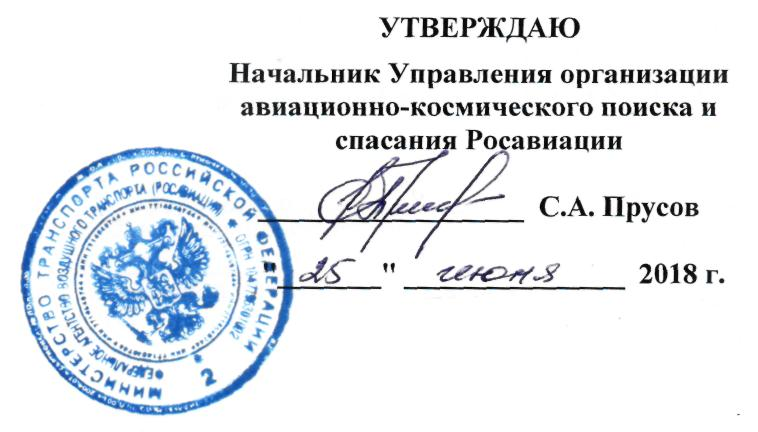 УТВЕРЖДАЮ
Начальник Управления организации
авиационно-космического поиска и
спасания Росавиации
С.А. Прусов
"25" июня 2018 г.
МИНИСТЕРСТВО ТРАНСПОРТА РОССИЙСКОЙ ФЕДЕРАЦИИ
ФЕДЕРАЛЬНОЕ АГЕНТСТВО ВОЗДУШНОГО ТРАНСПОРТА (РОСАВИАЦИЯ)
ОГРН
2